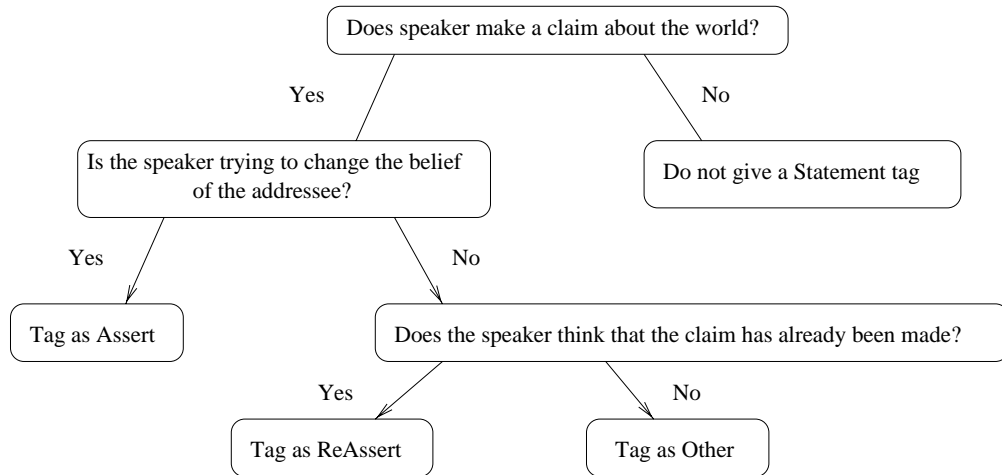 Does speaker make a claim about the world?
Yes
No
Is the speaker trying to change the belief
of the addressee?
Do not give a Statement tag
Yes
No
Tag as Assert
Does the speaker think that the claim has already been made?
Yes
No
Tag as ReAssert
Tag as Other